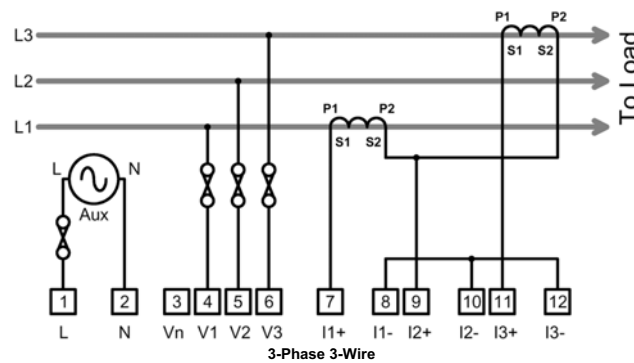 P1 P2
L3
S1 S2
L2
P1 P2
L1
S1 S2
To Load
L N
Aux
1 2 3 4 5 6 7 8 9 10 11 12
L N Vn V1 V2 V3 I1+ I1- I2+ I2- I3+ I3-
3-Phase 3-Wire